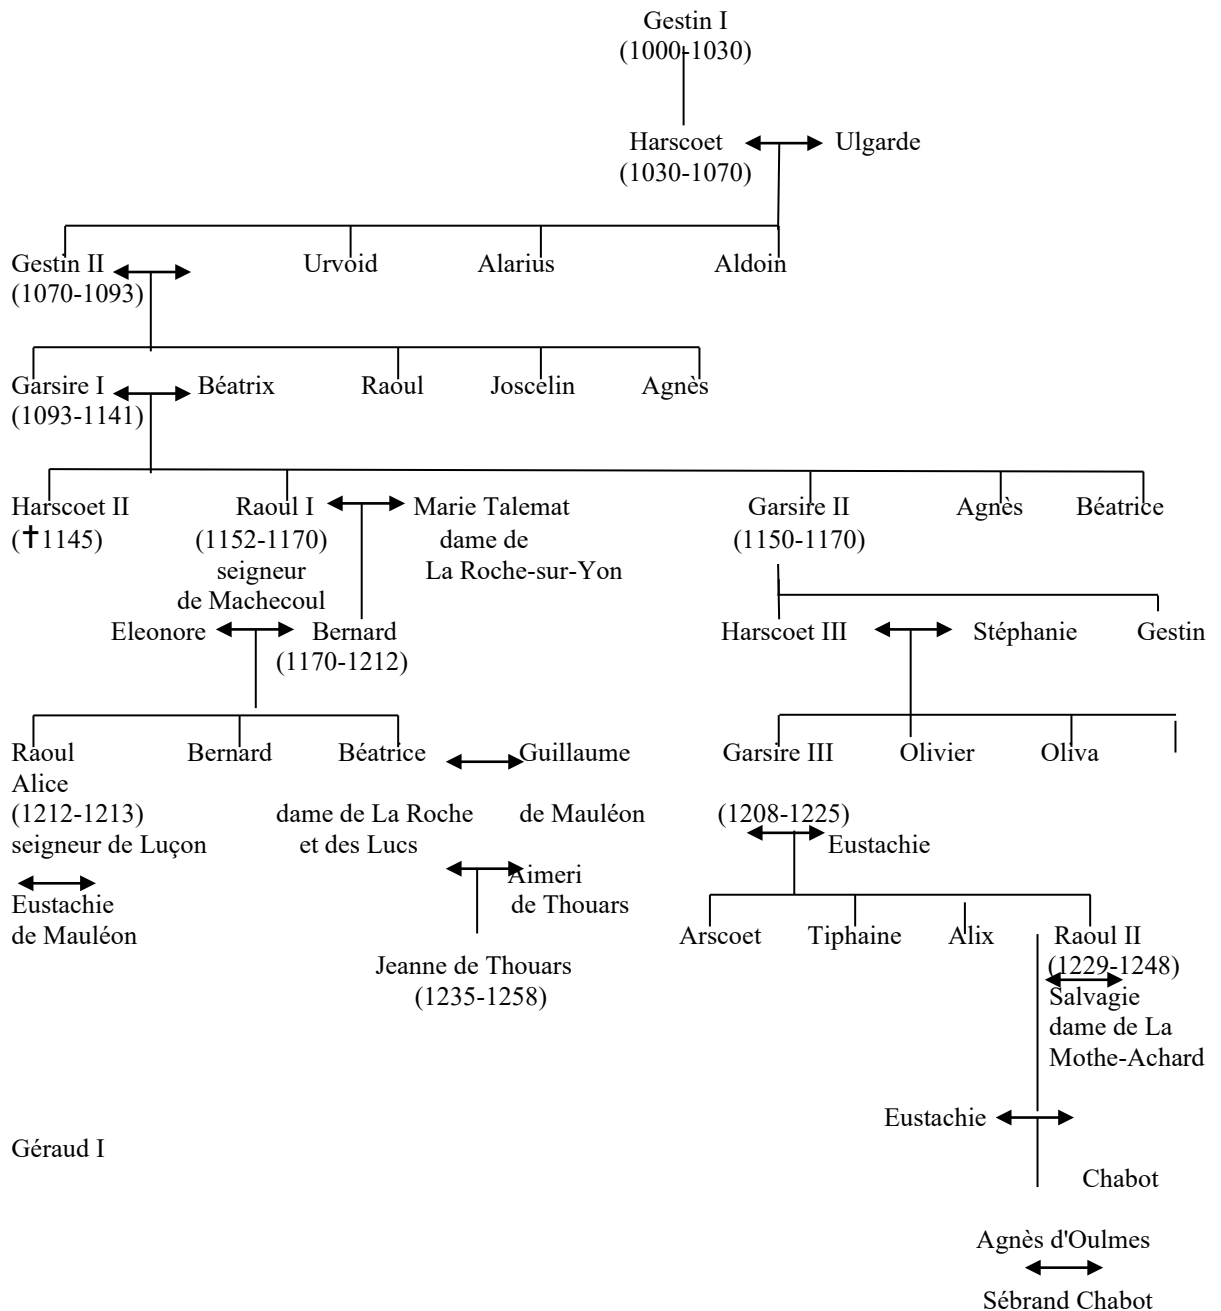 Gestin I
(1000-1030)
Harscoet Ulgarde
(1030-1070)
Gestin II Urvoid Alarius Aldoin
(1070-1093)
Garsire I Béatrix Raoul Joscelin Agnès
(1093-1141)
Harscoet II Raoul I Marie Talemat Garsire II Agnès Béatrice
(✝1145) (1152-1170) dame de (1150-1170)
seigneur La Roche-sur-Yon
de Machecoul
Eleonore Bernard Harscoet III Stéphanie Gestin
(1170-1212)
Raoul Bernard Béatrice Guillaume Garsire III Olivier Oliva
Alice
(1212-1213) dame de La Roche de Mauléon (1208-1225)
seigneur de Luçon et des Lucs Eustachie
Aimeri
Eustachie de Thouars
de Mauléon Arscoet Tiphaine Alix Raoul II
Jeanne de Thouars (1229-1248)
(1235-1258) Salvagie
dame de La
Mothe-Achard
Eustachie
Géraud I
Chabot
Agnès d'Oulmes
Sébrand Chabot